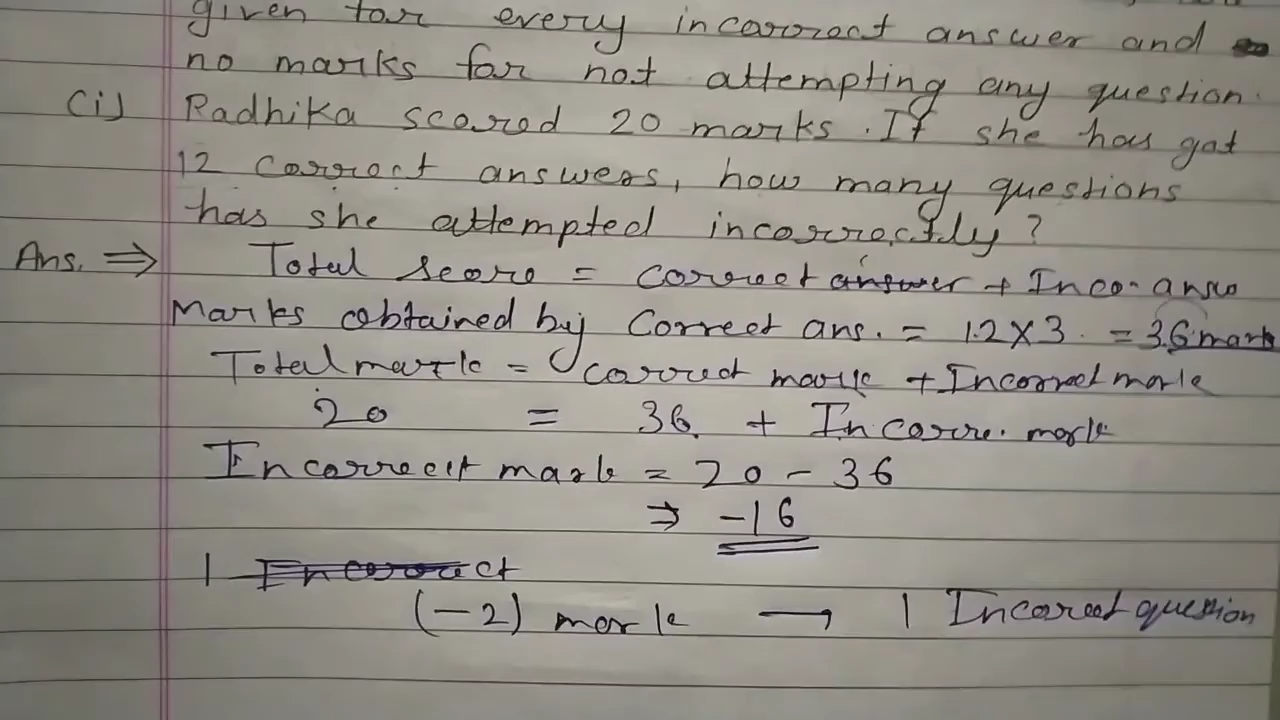 given for every incorrect answer and
no marks for not attempting any question.
(i) Radhika scored 20 marks. If she has got
12 correct answers, how many questions
has she attempted incorrectly?
Ans. ⇒ Total score = correct answer + Inco. answ
Marks obtained by Correct ans. = 12 × 3 = 36 mark
Total mark = correct mark + Incorrect mark
20 = 36 + Incorre. mark
Incorrect mark = 20 - 36
⇒ -16
1 Incorrect
(-2) mark → 1 Incorect question